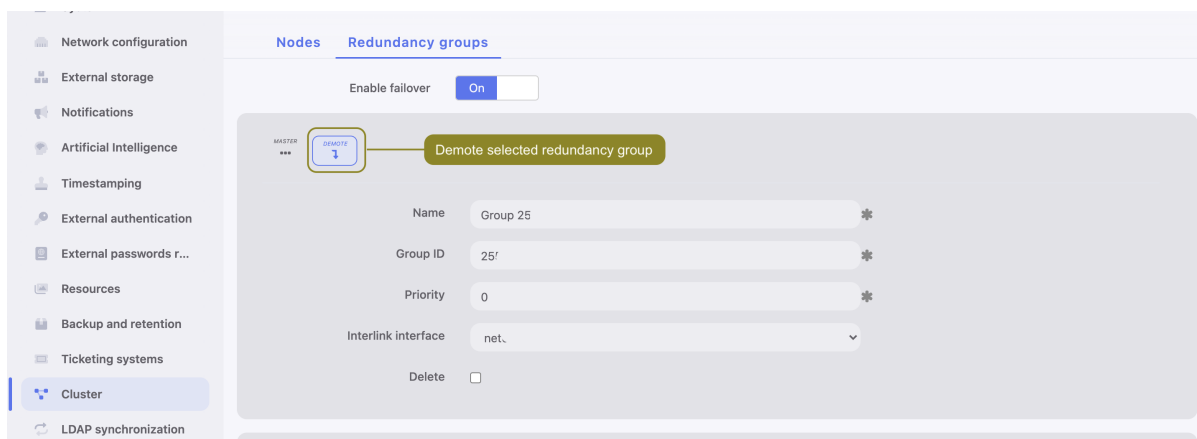 Network configuration
External storage
Notifications
Artificial Intelligence
Timestamping
External authentication
External passwords r...
Resources
Backup and retention
Ticketing systems
Cluster
LDAP synchronization
Nodes Redundancy groups
Enable failover On
MASTER
DEMOTE
Demote selected redundancy group
Name Group 25
Group ID 25
Priority 0
Interlink interface net
Delete